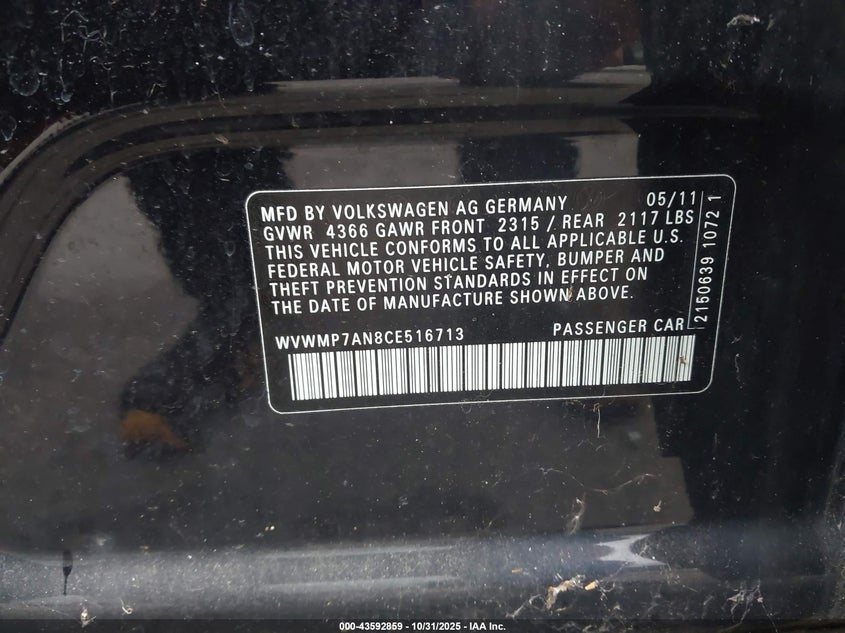 MFD BY VOLKSWAGEN AG GERMANY 05/11
GVWR 4366 GAWR FRONT 2315 / REAR 2117 LBS
THIS VEHICLE CONFORMS TO ALL APPLICABLE U.S.
FEDERAL MOTOR VEHICLE SAFETY, BUMPER AND
THEFT PREVENTION STANDARDS IN EFFECT ON
THE DATE OF MANUFACTURE SHOWN ABOVE.
WVWMP7AN8CE516713 PASSENGER CAR
2150639 1072 1
000-43592859 - 10/31/2025 - IAA Inc.